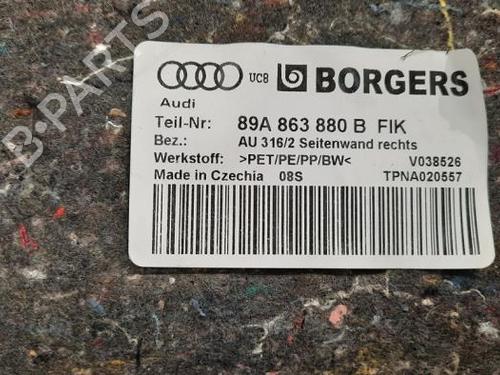 UCB BORGERS
Audi
Teil-Nr: 89A 863 880 B FIK
Bez.: AU 316/2 Seitenwand rechts
Werkstoff: >PET/PE/PP/BW< V038526
Made in Czechia 08S TPNA020557
B-PARTS